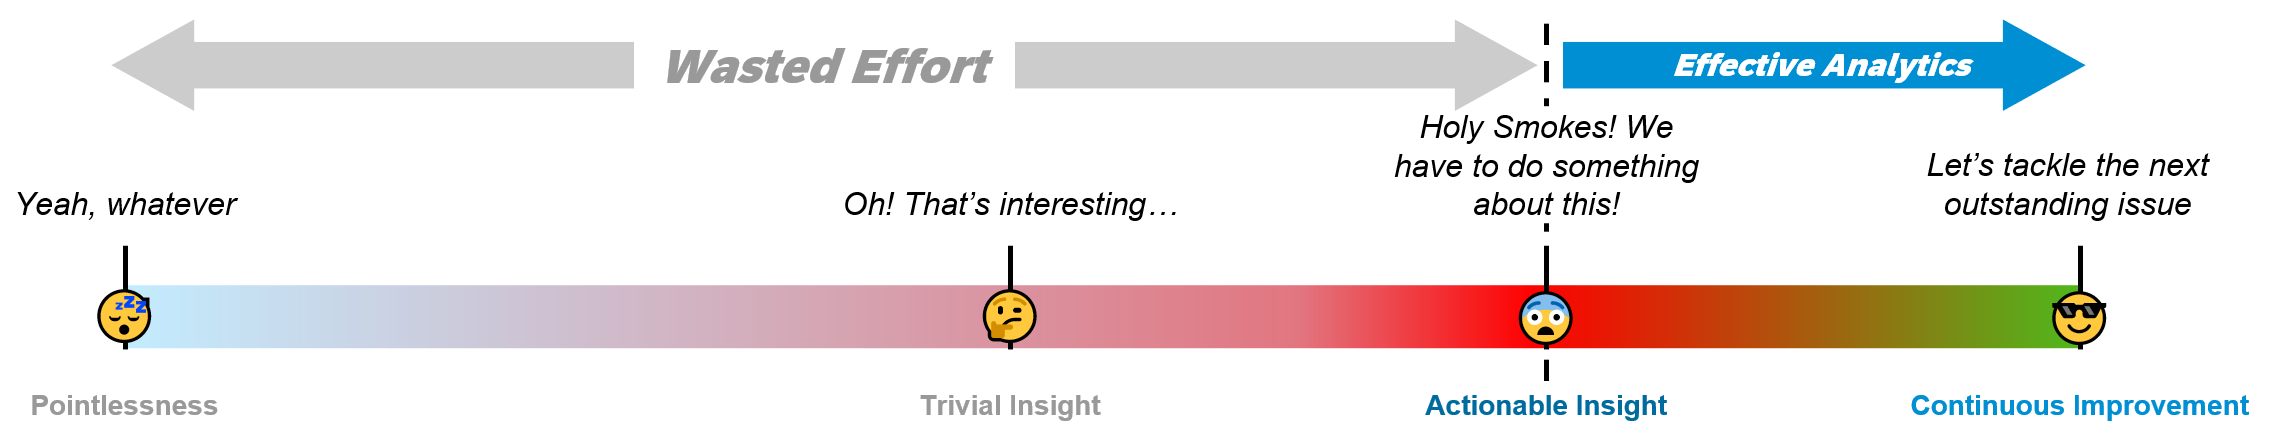 Wasted Effort
Effective Analytics
Yeah, whatever
Oh! That’s interesting…
Holy Smokes! We
have to do something
about this!
Let’s tackle the next
outstanding issue
zzz
Pointlessness
Trivial Insight
Actionable Insight
Continuous Improvement